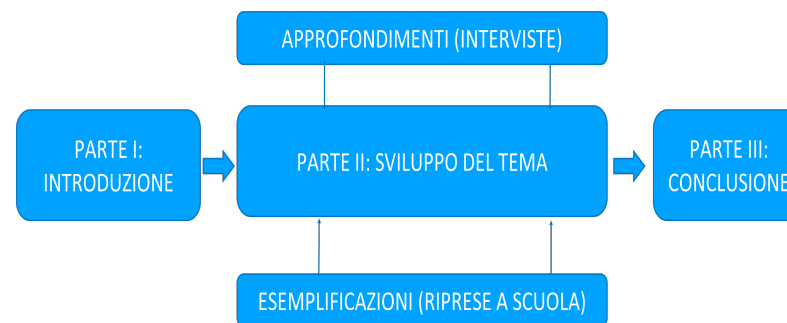 APPROFONDIMENTI (INTERVISTE)
PARTE I:
INTRODUZIONE
PARTE II: SVILUPPO DEL TEMA
PARTE III:
CONCLUSIONE
ESEMPLIFICAZIONI (RIPRESE A SCUOLA)